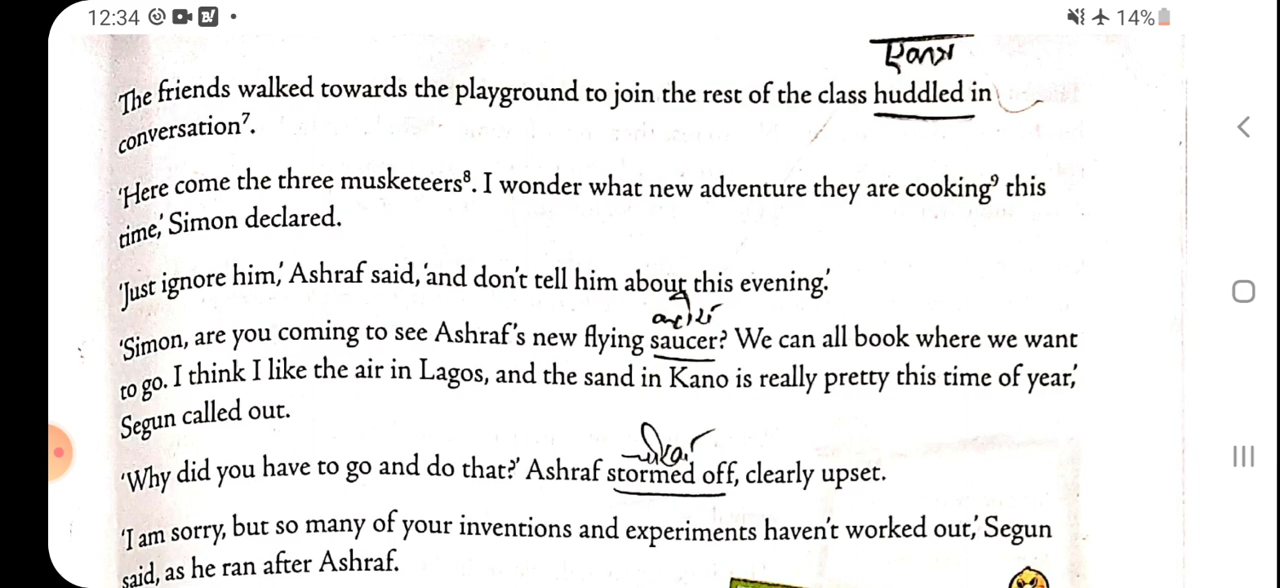 12:34
14%
The friends walked towards the playground to join the rest of the class huddled in
conversation⁷.
'Here come the three musketeers⁸. I wonder what new adventure they are cooking⁹ this
time,' Simon declared.
'Just ignore him,' Ashraf said, 'and don't tell him about this evening.'
'Simon, are you coming to see Ashraf's new flying saucer? We can all book where we want
to go. I think I like the air in Lagos, and the sand in Kano is really pretty this time of year,'
Segun called out.
'Why did you have to go and do that?' Ashraf stormed off, clearly upset.
'I am sorry, but so many of your inventions and experiments haven't worked out,' Segun
said, as he ran after Ashraf.